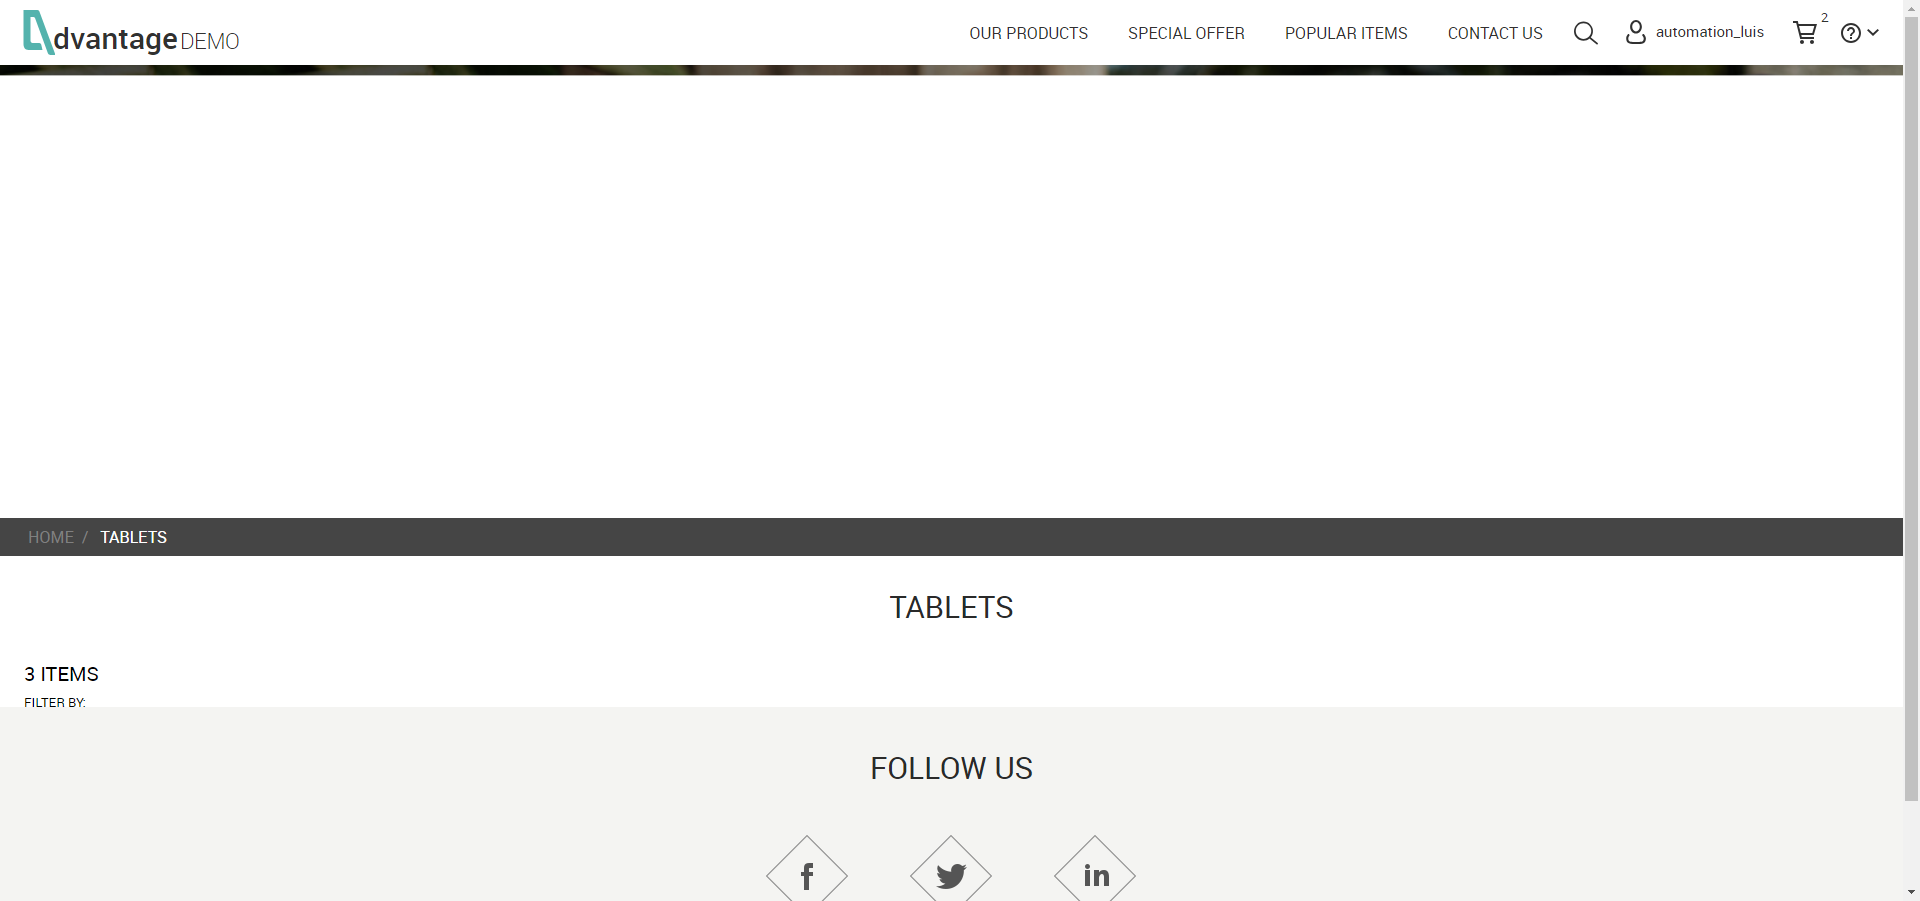 dvantage DEMO
OUR PRODUCTS SPECIAL OFFER POPULAR ITEMS CONTACT US automation_luis 2
HOME / TABLETS
TABLETS
3 ITEMS
FILTER BY:
FOLLOW US
f
in